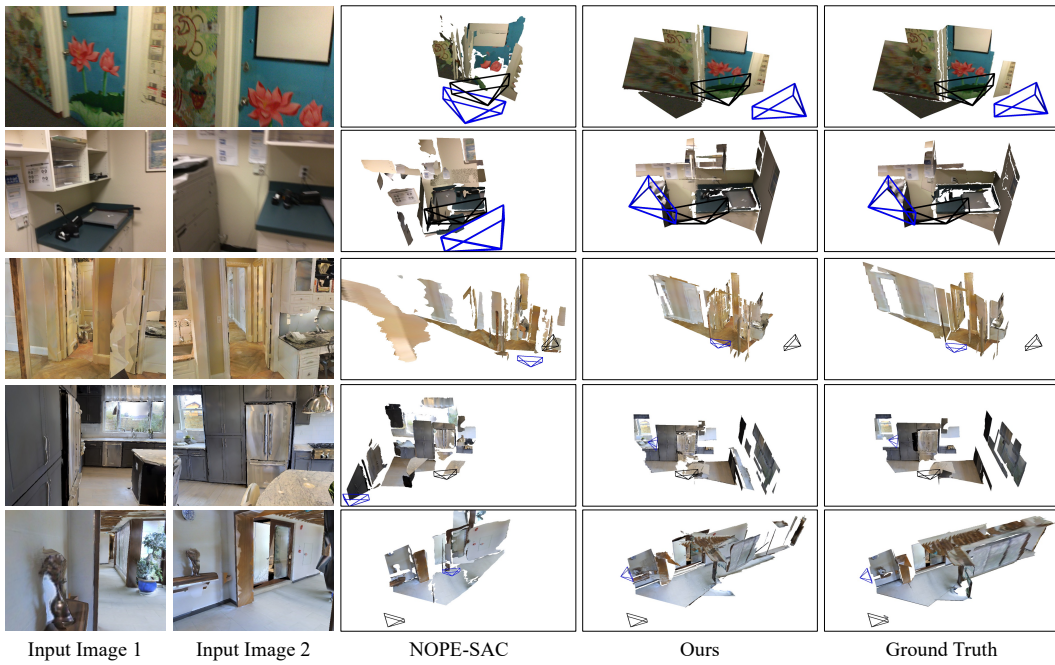 Input Image 1
Input Image 2
NOPE-SAC
Ours
Ground Truth